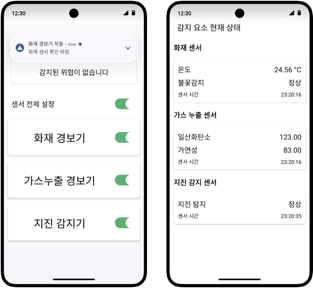 12:30
화재 경보기 작동 • now
화재 센서 확인 바람
감지된 위협이 없습니다
센서 전체 설정
화재 경보기
가스누출 경보기
지진 감지기
12:30
감지 요소 현재 상태
화재 센서
온도 24.56 °C
불꽃감지 정상
센서 시간 23:20:16
가스 누출 센서
일산화탄소 123.00
가연성 83.00
센서 시간 23:20:16
지진 감지 센서
지진 탐지 정상
센서 시간 23:20:35